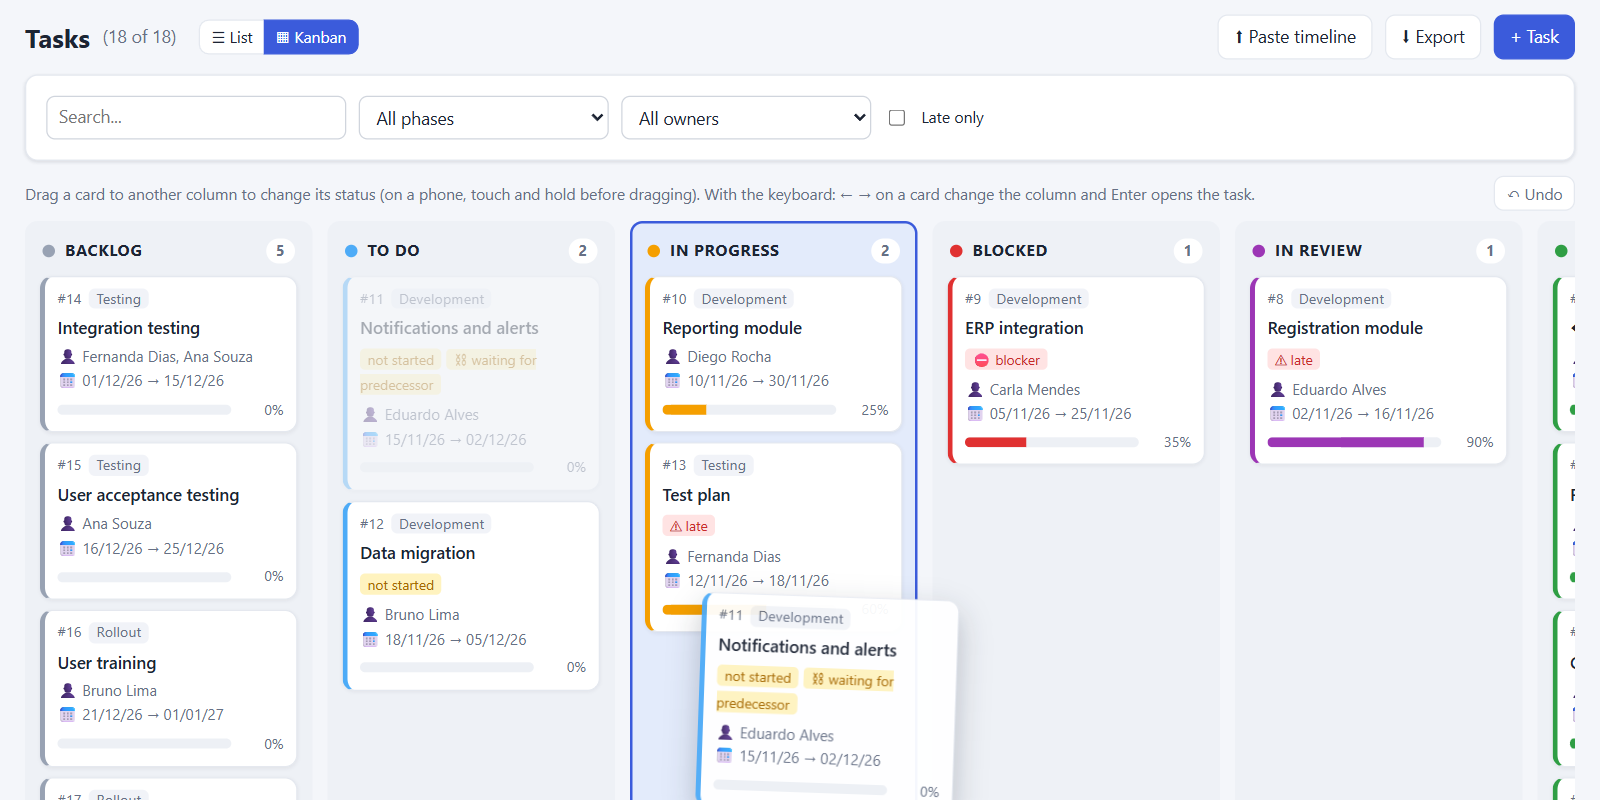 Tasks (18 of 18) List Kanban Paste timeline Export + Task
Search... All phases All owners Late only
Drag a card to another column to change its status (on a phone, touch and hold before dragging). With the keyboard: ← → on a card change the column and Enter opens the task. Undo
BACKLOG 5
#14 Testing
Integration testing
Fernanda Dias, Ana Souza
01/12/26 → 15/12/26
0%
#15 Testing
User acceptance testing
Ana Souza
16/12/26 → 25/12/26
0%
#16 Rollout
User training
Bruno Lima
21/12/26 → 01/01/27
0%
#17 Rollout
TO DO 2
#11 Development
Notifications and alerts
not started waiting for
predecessor
Eduardo Alves
15/11/26 → 02/12/26
0%
#12 Development
Data migration
not started
Bruno Lima
18/11/26 → 05/12/26
0%
IN PROGRESS 2
#10 Development
Reporting module
Diego Rocha
10/11/26 → 30/11/26
25%
#13 Testing
Test plan
late
Fernanda Dias
12/11/26 → 18/11/26
#11 Development
Notifications and alerts
not started waiting for
predecessor
Eduardo Alves
15/11/26 → 02/12/26
0%
BLOCKED 1
#9 Development
ERP integration
blocker
Carla Mendes
05/11/26 → 25/11/26
35%
IN REVIEW 1
#8 Development
Registration module
late
Eduardo Alves
02/11/26 → 16/11/26
90%